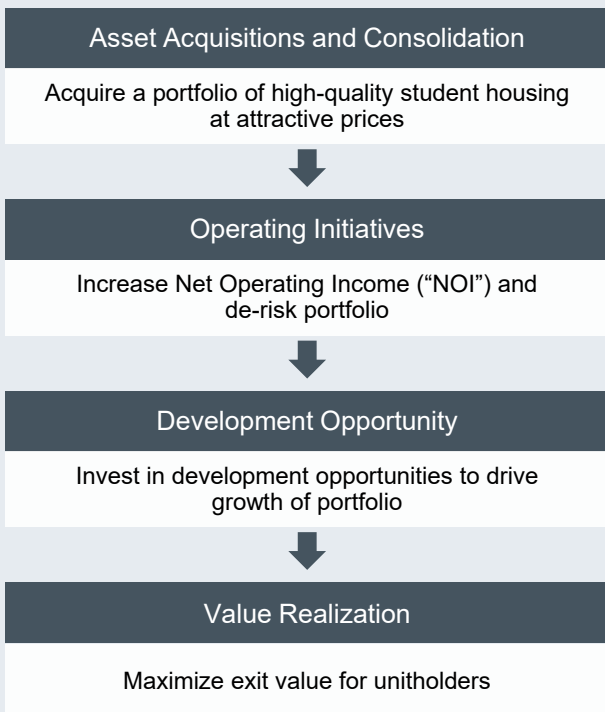 Asset Acquisitions and Consolidation
Acquire a portfolio of high-quality student housing
at attractive prices
Operating Initiatives
Increase Net Operating Income (“NOI”) and
de-risk portfolio
Development Opportunity
Invest in development opportunities to drive
growth of portfolio
Value Realization
Maximize exit value for unitholders